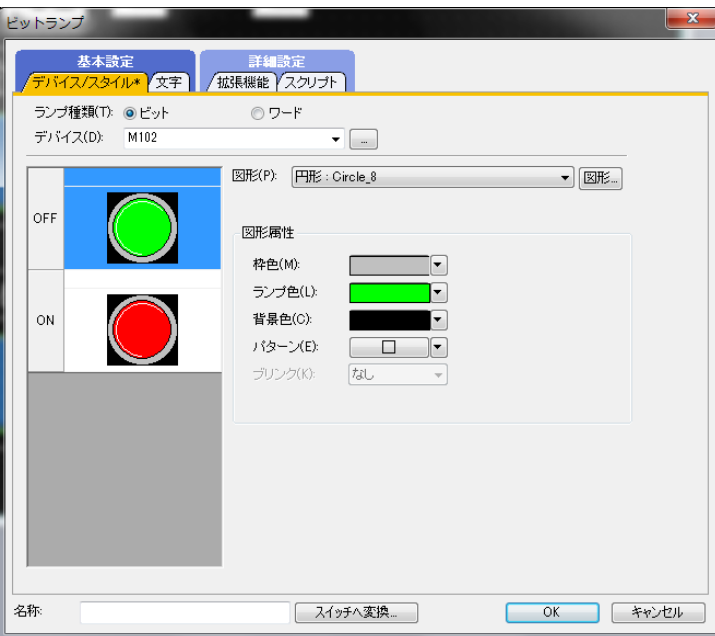 ビットランプ
基本設定 詳細設定
デバイス/スタイル* 文字 拡張機能 スクリプト
ランプ種類(T): ビット ワード
デバイス(D): M102 ...
図形(P): 円形 : Circle_8 図形...
OFF
図形属性
枠色(M):
ランプ色(L):
ON 背景色(C):
パターン(E):
ブリンク(K): なし
名称: スイッチへ変換... OK キャンセル